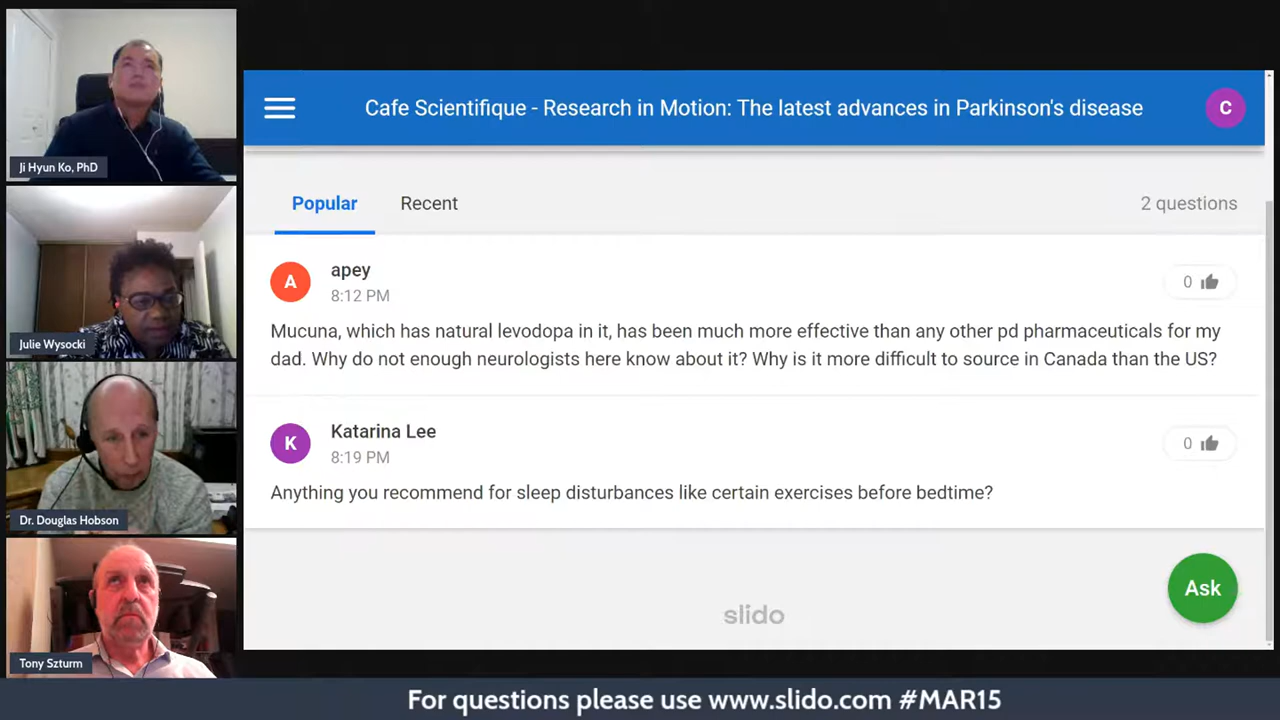 Ji Hyun Ko, PhD
Julie Wysocki
Dr. Douglas Hobson
Tony Szturm
Cafe Scientifique - Research in Motion: The latest advances in Parkinson's disease
C
Popular
Recent
2 questions
A
apey
8:12 PM
0
Mucuna, which has natural levodopa in it, has been much more effective than any other pd pharmaceuticals for my
dad. Why do not enough neurologists here know about it? Why is it more difficult to source in Canada than the US?
K
Katarina Lee
8:19 PM
0
Anything you recommend for sleep disturbances like certain exercises before bedtime?
Ask
slido
For questions please use www.slido.com #MAR15